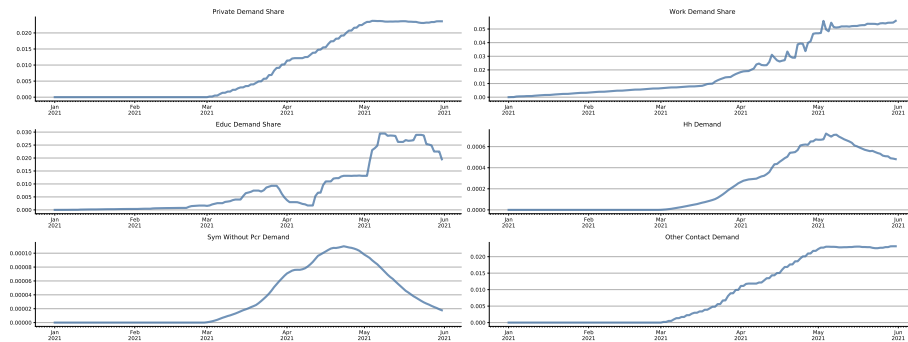 Private Demand Share
0.020
0.015
0.010
0.005
0.000
Jan Feb Mar Apr May Jun
2021 2021 2021 2021 2021 2021
Work Demand Share
0.05
0.04
0.03
0.02
0.01
0.00
Jan Feb Mar Apr May Jun
2021 2021 2021 2021 2021 2021
Educ Demand Share
0.030
0.025
0.020
0.015
0.010
0.005
0.000
Jan Feb Mar Apr May Jun
2021 2021 2021 2021 2021 2021
Hh Demand
0.0006
0.0004
0.0002
0.0000
Jan Feb Mar Apr May Jun
2021 2021 2021 2021 2021 2021
Sym Without Pcr Demand
0.00010
0.00008
0.00006
0.00004
0.00002
0.00000
Jan Feb Mar Apr May Jun
2021 2021 2021 2021 2021 2021
Other Contact Demand
0.020
0.015
0.010
0.005
0.000
Jan Feb Mar Apr May Jun
2021 2021 2021 2021 2021 2021